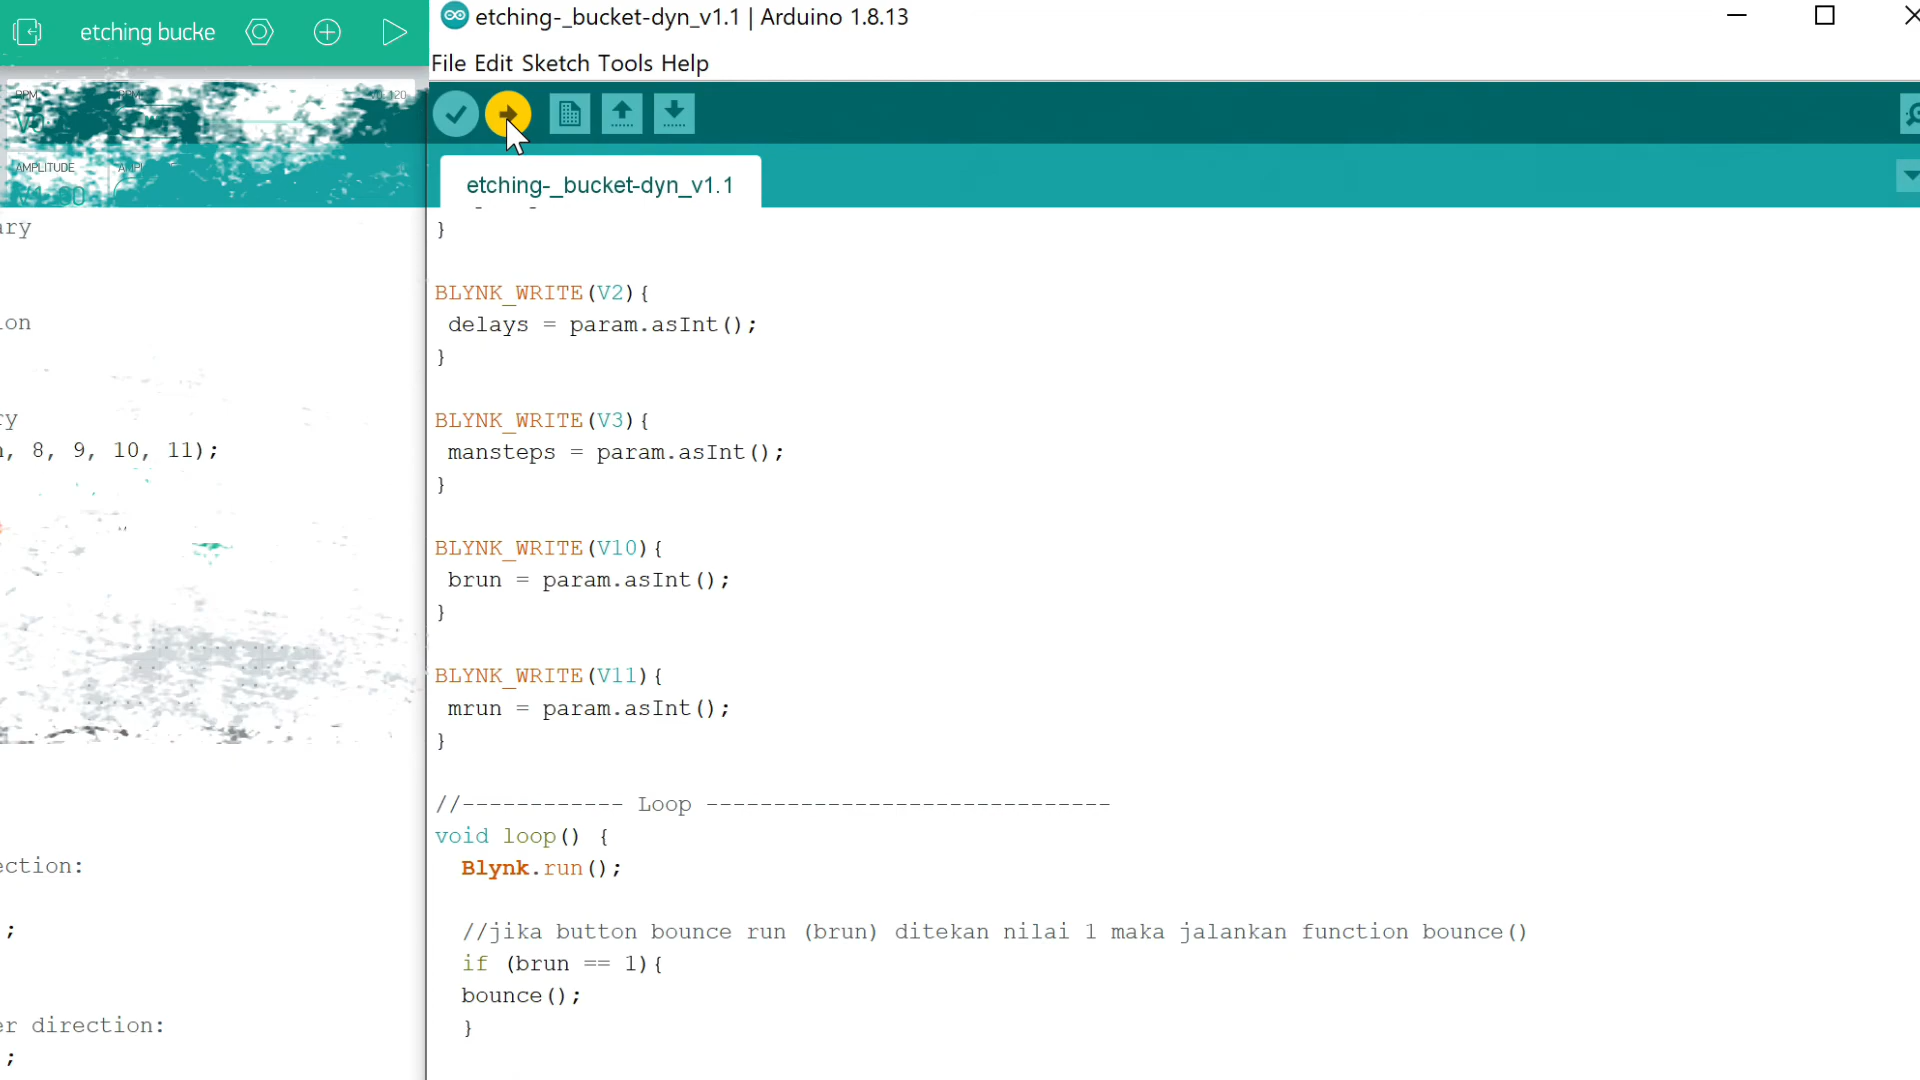 etching bucke
etching-_bucket-dyn_v1.1 | Arduino 1.8.13
File Edit Sketch Tools Help
RPM
AMPLITUDE
etching-_bucket-dyn_v1.1
}
BLYNK_WRITE(V2){
delays = param.asInt();
}
BLYNK_WRITE(V3){
mansteps = param.asInt();
}
BLYNK_WRITE(V10){
brun = param.asInt();
}
BLYNK_WRITE(V11){
mrun = param.asInt();
}
//------------ Loop ------------------------------
void loop() {
Blynk.run();
//jika button bounce run (brun) ditekan nilai 1 maka jalankan function bounce()
if (brun == 1){
bounce();
}
ary
ion
ry
, 8, 9, 10, 11);
ection:
;
er direction:
;